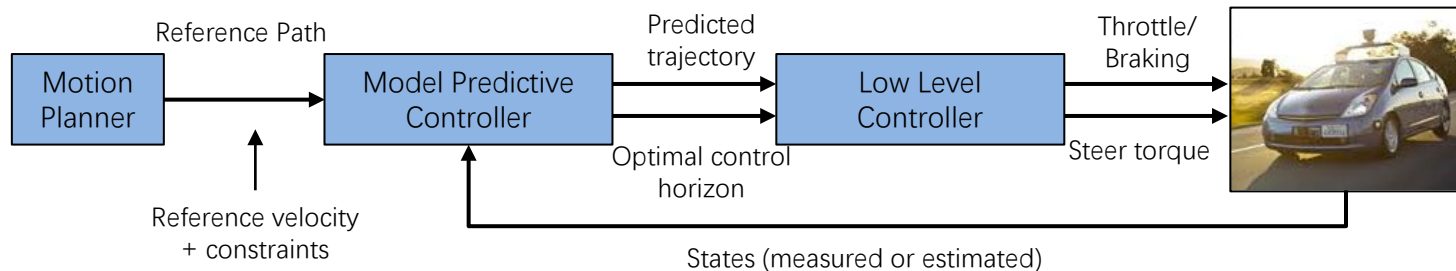 Reference Path
Motion
Planner
Reference velocity
+ constraints
Model Predictive
Controller
Predicted
trajectory
Optimal control
horizon
Low Level
Controller
Throttle/
Braking
Steer torque
States (measured or estimated)